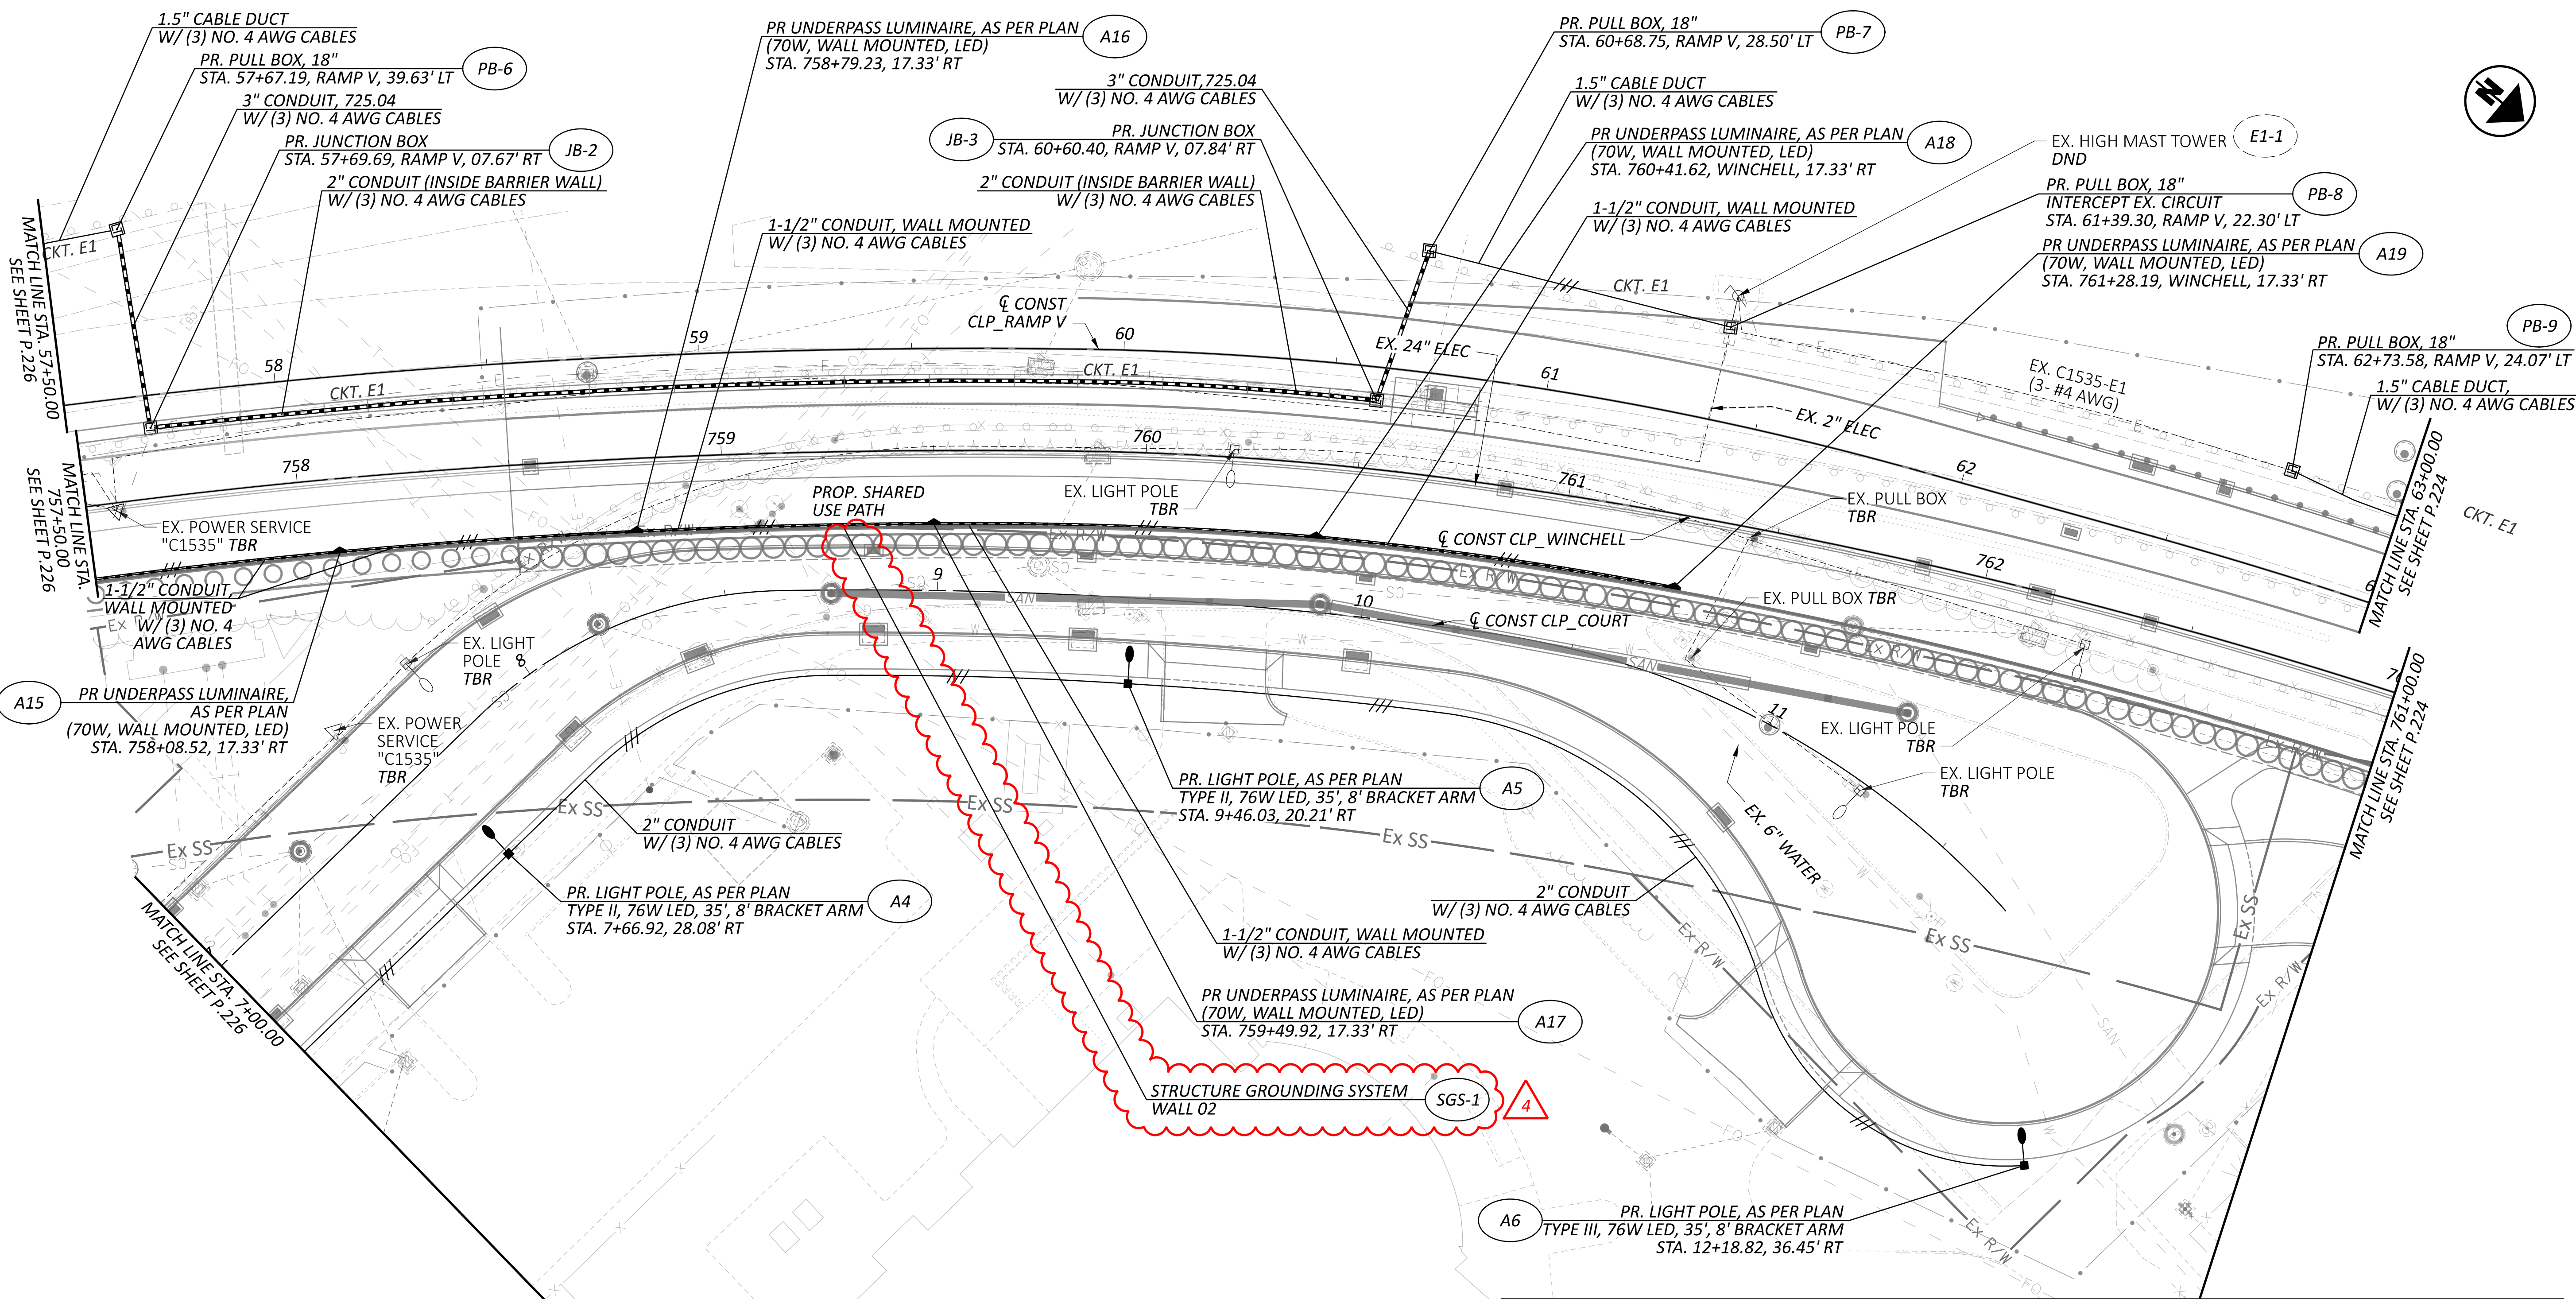 1.5" CABLE DUCT
W/ (3) NO. 4 AWG CABLES
PR. PULL BOX, 18"
STA. 57+67.19, RAMP V, 39.63' LT
PB-6
3" CONDUIT, 725.04
W/ (3) NO. 4 AWG CABLES
PR. JUNCTION BOX
STA. 57+69.69, RAMP V, 07.67' RT
JB-2
2" CONDUIT (INSIDE BARRIER WALL)
W/ (3) NO. 4 AWG CABLES
PR UNDERPASS LUMINAIRE, AS PER PLAN
(70W, WALL MOUNTED, LED)
STA. 758+79.23, 17.33' RT
A16
1-1/2" CONDUIT, WALL MOUNTED
W/ (3) NO. 4 AWG CABLES
3" CONDUIT,725.04
W/ (3) NO. 4 AWG CABLES
JB-3
PR. JUNCTION BOX
STA. 60+60.40, RAMP V, 07.84' RT
2" CONDUIT (INSIDE BARRIER WALL)
W/ (3) NO. 4 AWG CABLES
PR. PULL BOX, 18"
STA. 60+68.75, RAMP V, 28.50' LT
PB-7
1.5" CABLE DUCT
W/ (3) NO. 4 AWG CABLES
PR UNDERPASS LUMINAIRE, AS PER PLAN
(70W, WALL MOUNTED, LED)
STA. 760+41.62, WINCHELL, 17.33' RT
A18
1-1/2" CONDUIT, WALL MOUNTED
W/ (3) NO. 4 AWG CABLES
N
EX. HIGH MAST TOWER
DND
E1-1
PR. PULL BOX, 18"
INTERCEPT EX. CIRCUIT
STA. 61+39.30, RAMP V, 22.30' LT
PB-8
PR UNDERPASS LUMINAIRE, AS PER PLAN
(70W, WALL MOUNTED, LED)
STA. 761+28.19, WINCHELL, 17.33' RT
A19
PB-9
PR. PULL BOX, 18"
STA. 62+73.58, RAMP V, 24.07' LT
1.5" CABLE DUCT,
W/ (3) NO. 4 AWG CABLES
MATCH LINE STA. 57+50.00
SEE SHEET P.226
CKT. E1
58
59
60
61
62
6
CKT. E1
CKT. E1
CKT. E1
CKT. E1
℄ CONST
CLP_RAMP V
EX. 24" ELEC
EX. 2" ELEC
EX. C1535-E1
(3- #4 AWG)
MATCH LINE STA. 63+00.00
SEE SHEET P.224
MATCH LINE STA.
757+50.00
SEE SHEET P.226
758
759
760
761
762
76
EX. POWER SERVICE
"C1535" TBR
PROP. SHARED
USE PATH
EX. LIGHT POLE
TBR
EX. PULL BOX
TBR
℄ CONST CLP_WINCHELL
Ex R/W
Ex R/W
Ex R/W
Ex R/W
1-1/2" CONDUIT,
WALL MOUNTED
W/ (3) NO. 4
AWG CABLES
9
10
11
8
SAN
SAN
EX. PULL BOX TBR
℄ CONST CLP_COURT
EX. LIGHT
POLE
TBR
A15
PR UNDERPASS LUMINAIRE,
AS PER PLAN
(70W, WALL MOUNTED, LED)
STA. 758+08.52, 17.33' RT
EX. POWER
SERVICE
"C1535"
TBR
MATCH LINE STA. 761+00.00
SEE SHEET P.224
EX. LIGHT POLE
TBR
EX. LIGHT POLE
TBR
PR. LIGHT POLE, AS PER PLAN
TYPE II, 76W LED, 35', 8' BRACKET ARM
STA. 9+46.03, 20.21' RT
A5
EX. 6" WATER
Ex SS
Ex SS
Ex SS
Ex SS
Ex SS
Ex SS
2" CONDUIT
W/ (3) NO. 4 AWG CABLES
PR. LIGHT POLE, AS PER PLAN
TYPE II, 76W LED, 35', 8' BRACKET ARM
STA. 7+66.92, 28.08' RT
A4
2" CONDUIT
W/ (3) NO. 4 AWG CABLES
1-1/2" CONDUIT, WALL MOUNTED
W/ (3) NO. 4 AWG CABLES
MATCH LINE STA. 7+00.00
SEE SHEET P.226
Ex R/W
Ex R/W
Ex R/W
PR UNDERPASS LUMINAIRE, AS PER PLAN
(70W, WALL MOUNTED, LED)
STA. 759+49.92, 17.33' RT
A17
STRUCTURE GROUNDING SYSTEM
WALL 02
SGS-1
4
A6
PR. LIGHT POLE, AS PER PLAN
TYPE III, 76W LED, 35', 8' BRACKET ARM
STA. 12+18.82, 36.45' RT